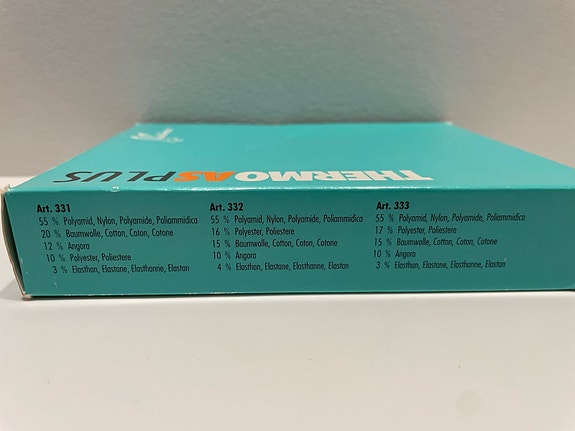 THERMO AS PLUS
Art. 331
55 % Polyamid, Nylon, Polyamide, Poliammidica
20 % Baumwolle, Cotton, Coton, Cotone
12 % Angora
10 % Polyester, Poliestere
3 % Elasthan, Elastane, Elasthanne, Elastan
Art. 332
55 % Polyamid, Nylon, Polyamide, Poliammidica
16 % Polyester, Poliestere
15 % Baumwolle, Cotton, Coton, Cotone
10 % Angora
4 % Elasthan, Elastane, Elasthanne, Elastan
Art. 333
55 % Polyamid, Nylon, Polyamide, Poliammidica
17 % Polyester, Poliestere
15 % Baumwolle, Cotton, Coton, Cotone
10 % Angora
3 % Elasthan, Elastane, Elasthanne, Elastan